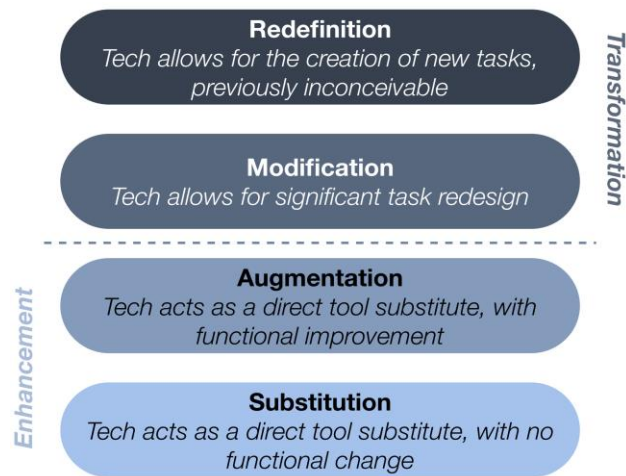 Redefinition
Tech allows for the creation of new tasks,
previously inconceivable
Transformation
Modification
Tech allows for significant task redesign
Augmentation
Tech acts as a direct tool substitute, with
functional improvement
Enhancement
Substitution
Tech acts as a direct tool substitute, with no
functional change